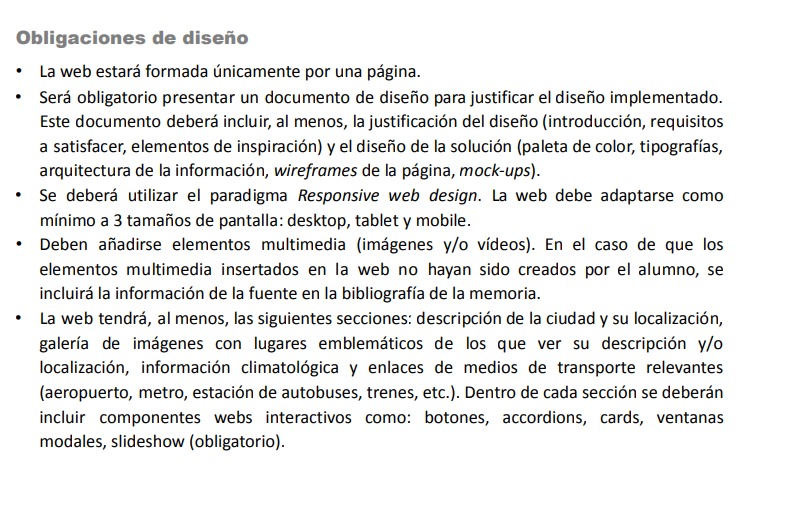 Obligaciones de diseño
• La web estará formada únicamente por una página.
• Será obligatorio presentar un documento de diseño para justificar el diseño implementado.
Este documento deberá incluir, al menos, la justificación del diseño (introducción, requisitos
a satisfacer, elementos de inspiración) y el diseño de la solución (paleta de color, tipografías,
arquitectura de la información, wireframes de la página, mock-ups).
• Se deberá utilizar el paradigma Responsive web design. La web debe adaptarse como
mínimo a 3 tamaños de pantalla: desktop, tablet y mobile.
• Deben añadirse elementos multimedia (imágenes y/o vídeos). En el caso de que los
elementos multimedia insertados en la web no hayan sido creados por el alumno, se
incluirá la información de la fuente en la bibliografía de la memoria.
• La web tendrá, al menos, las siguientes secciones: descripción de la ciudad y su localización,
galería de imágenes con lugares emblemáticos de los que ver su descripción y/o
localización, información climatológica y enlaces de medios de transporte relevantes
(aeropuerto, metro, estación de autobuses, trenes, etc.). Dentro de cada sección se deberán
incluir componentes webs interactivos como: botones, accordions, cards, ventanas
modales, slideshow (obligatorio).